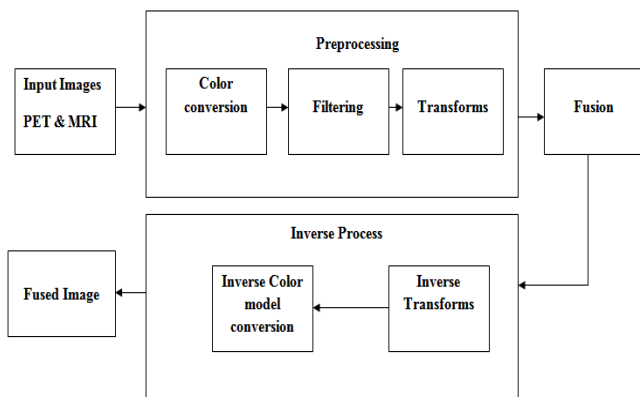 Preprocessing
Input Images
PET & MRI
Color
conversion
Filtering
Transforms
Fusion
Inverse Process
Fused Image
Inverse Color
model
conversion
Inverse
Transforms